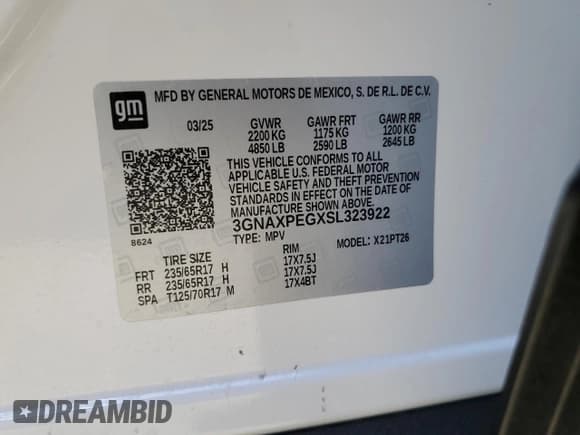 gm
MFD BY GENERAL MOTORS DE MEXICO, S. DE R.L. DE C.V.
03/25 GVWR GAWR FRT GAWR RR
2200 KG 1175 KG 1200 KG
4850 LB 2590 LB 2645 LB
THIS VEHICLE CONFORMS TO ALL
APPLICABLE U.S. FEDERAL MOTOR
VEHICLE SAFETY AND THEFT PREVENTION
STANDARDS IN EFFECT ON THE DATE OF
MANUFACTURE SHOWN ABOVE.
3GNAXPEGXSL323922
8624
TYPE: MPV MODEL: X21PT26
TIRE SIZE RIM
FRT 235/65R17 H 17X7.5J
RR 235/65R17 H 17X7.5J
SPA T125/70R17 M 17X4BT
DREAMBID